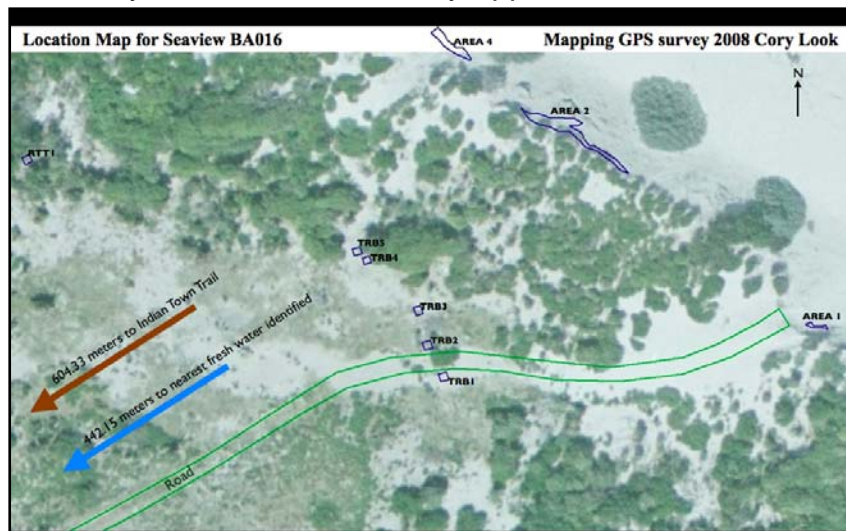 Location Map for Seaview BA016
AREA 4
Mapping GPS survey 2008 Cory Look
N
AREA 2
RTT1
TRB5
TRB4
604.33 meters to Indian Town Trail
442.15 meters to nearest fresh water identified
TRB3
AREA 1
TRB2
TRB1
Road